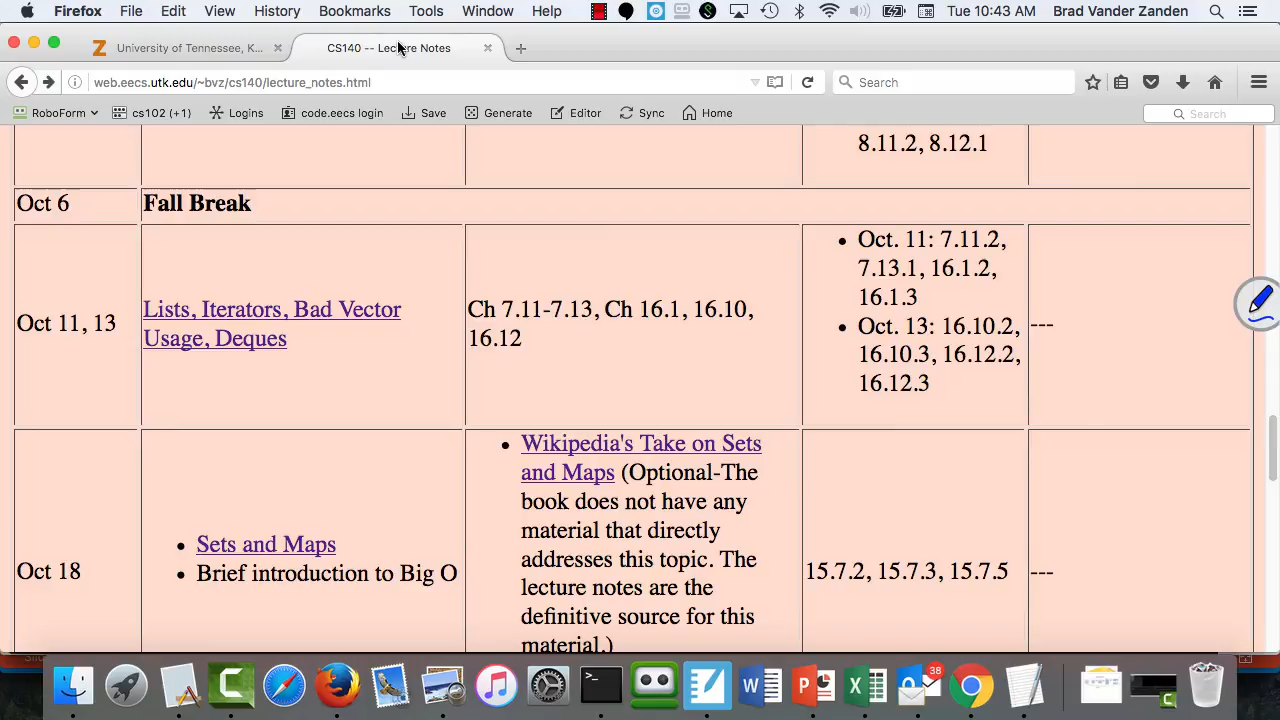 Firefox File Edit View History Bookmarks Tools Window Help Tue 10:43 AM Brad Vander Zanden
University of Tennessee, K... CS140 -- Lecture Notes
web.eecs.utk.edu/~bvz/cs140/lecture_notes.html Search
RoboForm cs102 (+1) Logins code.eecs login Save Generate Editor Sync Home Search
8.11.2, 8.12.1
Oct 6 Fall Break
Oct 11, 13
Lists, Iterators, Bad Vector
Usage, Deques
Ch 7.11-7.13, Ch 16.1, 16.10,
16.12
• Oct. 11: 7.11.2,
7.13.1, 16.1.2,
16.1.3
• Oct. 13: 16.10.2,
16.10.3, 16.12.2,
16.12.3
---
Oct 18
• Sets and Maps
• Brief introduction to Big O
• Wikipedia's Take on Sets
and Maps (Optional-The
book does not have any
material that directly
addresses this topic. The
lecture notes are the
definitive source for this
material.)
15.7.2, 15.7.3, 15.7.5
---
38